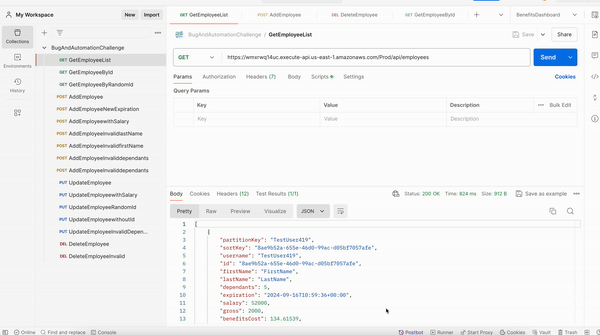 My Workspace
New
Import
GetEmployeeList
AddEmployee
DeleteEmployee
GetEmployeeById
BenefitsDashboard
Collections
Environments
History
BugAndAutomationChallenge
GET GetEmployeeList
GET GetEmployeeById
GET GetEmployeeByRandomId
POST AddEmployee
POST AddEmployeeNewExpiration
POST AddEmployeewithSalary
POST AddEmployeeInvalidlastName
POST AddEmployeeInvalidfirstName
POST AddEmployeeInvaliddependants
POST AddEmployeeInvaliddependants
PUT UpdateEmployee
PUT UpdateEmployeewithSalary
PUT UpdateEmployeeRandomId
PUT UpdateEmployeewithoutId
PUT UpdateEmployeeInvalidDepen...
DEL DeleteEmployee
DEL DeleteEmployeeInvalid
BugAndAutomationChallenge / GetEmployeeList
Save
Share
GET
https://wmxrwq14uc.execute-api.us-east-1.amazonaws.com/Prod/api/employees
Send
Params Authorization Headers (7) Body Scripts Settings
Cookies
Query Params
Key Value Description Bulk Edit
Key Value Description
Body Cookies Headers (12) Test Results (1/1)
Status: 200 OK Time: 624 ms Size: 912 B Save as example
Pretty Raw Preview Visualize JSON
1 [
2 {
3 "partitionKey": "TestUser419",
4 "sortKey": "8ae9b52a-655e-46d0-99ac-d05bf7057afe",
5 "username": "TestUser419",
6 "id": "8ae9b52a-655e-46d0-99ac-d05bf7057afe",
7 "firstName": "FirstName",
8 "lastName": "LastName",
9 "dependants": 5,
10 "expiration": "2024-09-16T10:59:36+00:00",
11 "salary": 52000,
12 "gross": 2000,
13 "benefitsCost": 134.61539,
Online
Find and replace
Console
Postbot
Runner
Start Proxy
Cookies
Vault
Trash